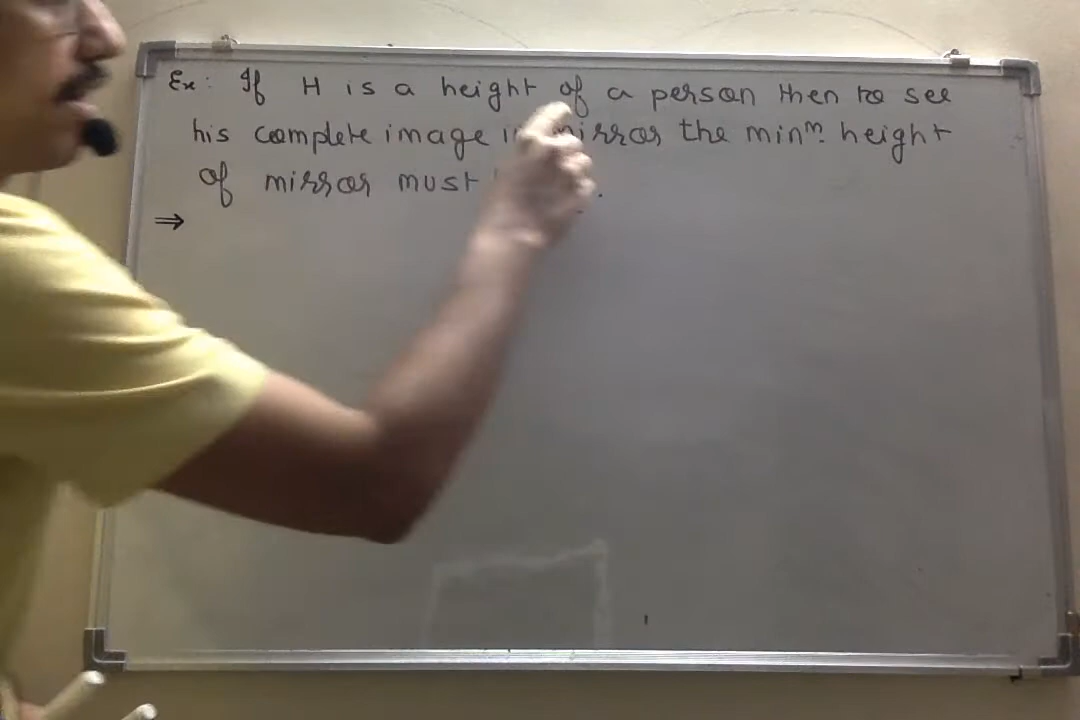 Ex: If H is a height of a person then to see
his complete image mirror the minm. height
of mirror must
⇒